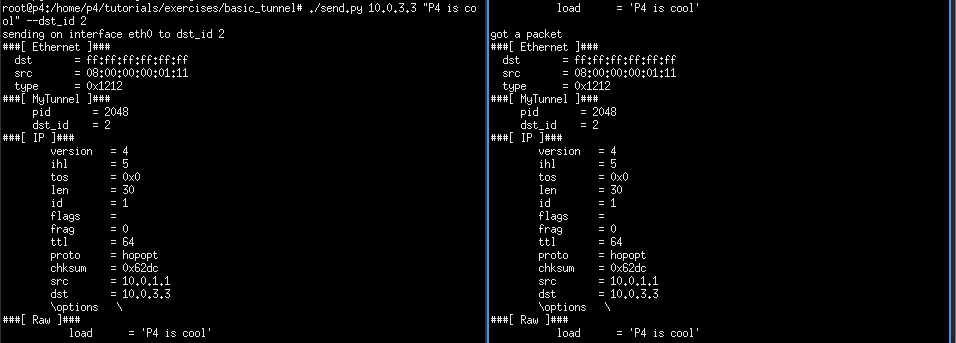 root@p4:/home/p4/tutorials/exercises/basic_tunnel# ./send.py 10.0.3.3 "P4 is co
ol" --dst_id 2
sending on interface eth0 to dst_id 2
###[ Ethernet ]###
  dst       = ff:ff:ff:ff:ff:ff
  src       = 08:00:00:00:01:11
  type      = 0x1212
###[ MyTunnel ]###
     pid       = 2048
     dst_id    = 2
###[ IP ]###
        version   = 4
        ihl       = 5
        tos       = 0x0
        len       = 30
        id        = 1
        flags     =
        frag      = 0
        ttl       = 64
        proto     = hopopt
        chksum    = 0x62dc
        src       = 10.0.1.1
        dst       = 10.0.3.3
        \options   \
###[ Raw ]###
           load      = 'P4 is cool'
           load      = 'P4 is cool'
got a packet
###[ Ethernet ]###
  dst       = ff:ff:ff:ff:ff:ff
  src       = 08:00:00:00:01:11
  type      = 0x1212
###[ MyTunnel ]###
     pid       = 2048
     dst_id    = 2
###[ IP ]###
        version   = 4
        ihl       = 5
        tos       = 0x0
        len       = 30
        id        = 1
        flags     =
        frag      = 0
        ttl       = 64
        proto     = hopopt
        chksum    = 0x62dc
        src       = 10.0.1.1
        dst       = 10.0.3.3
        \options   \
###[ Raw ]###
           load      = 'P4 is cool'